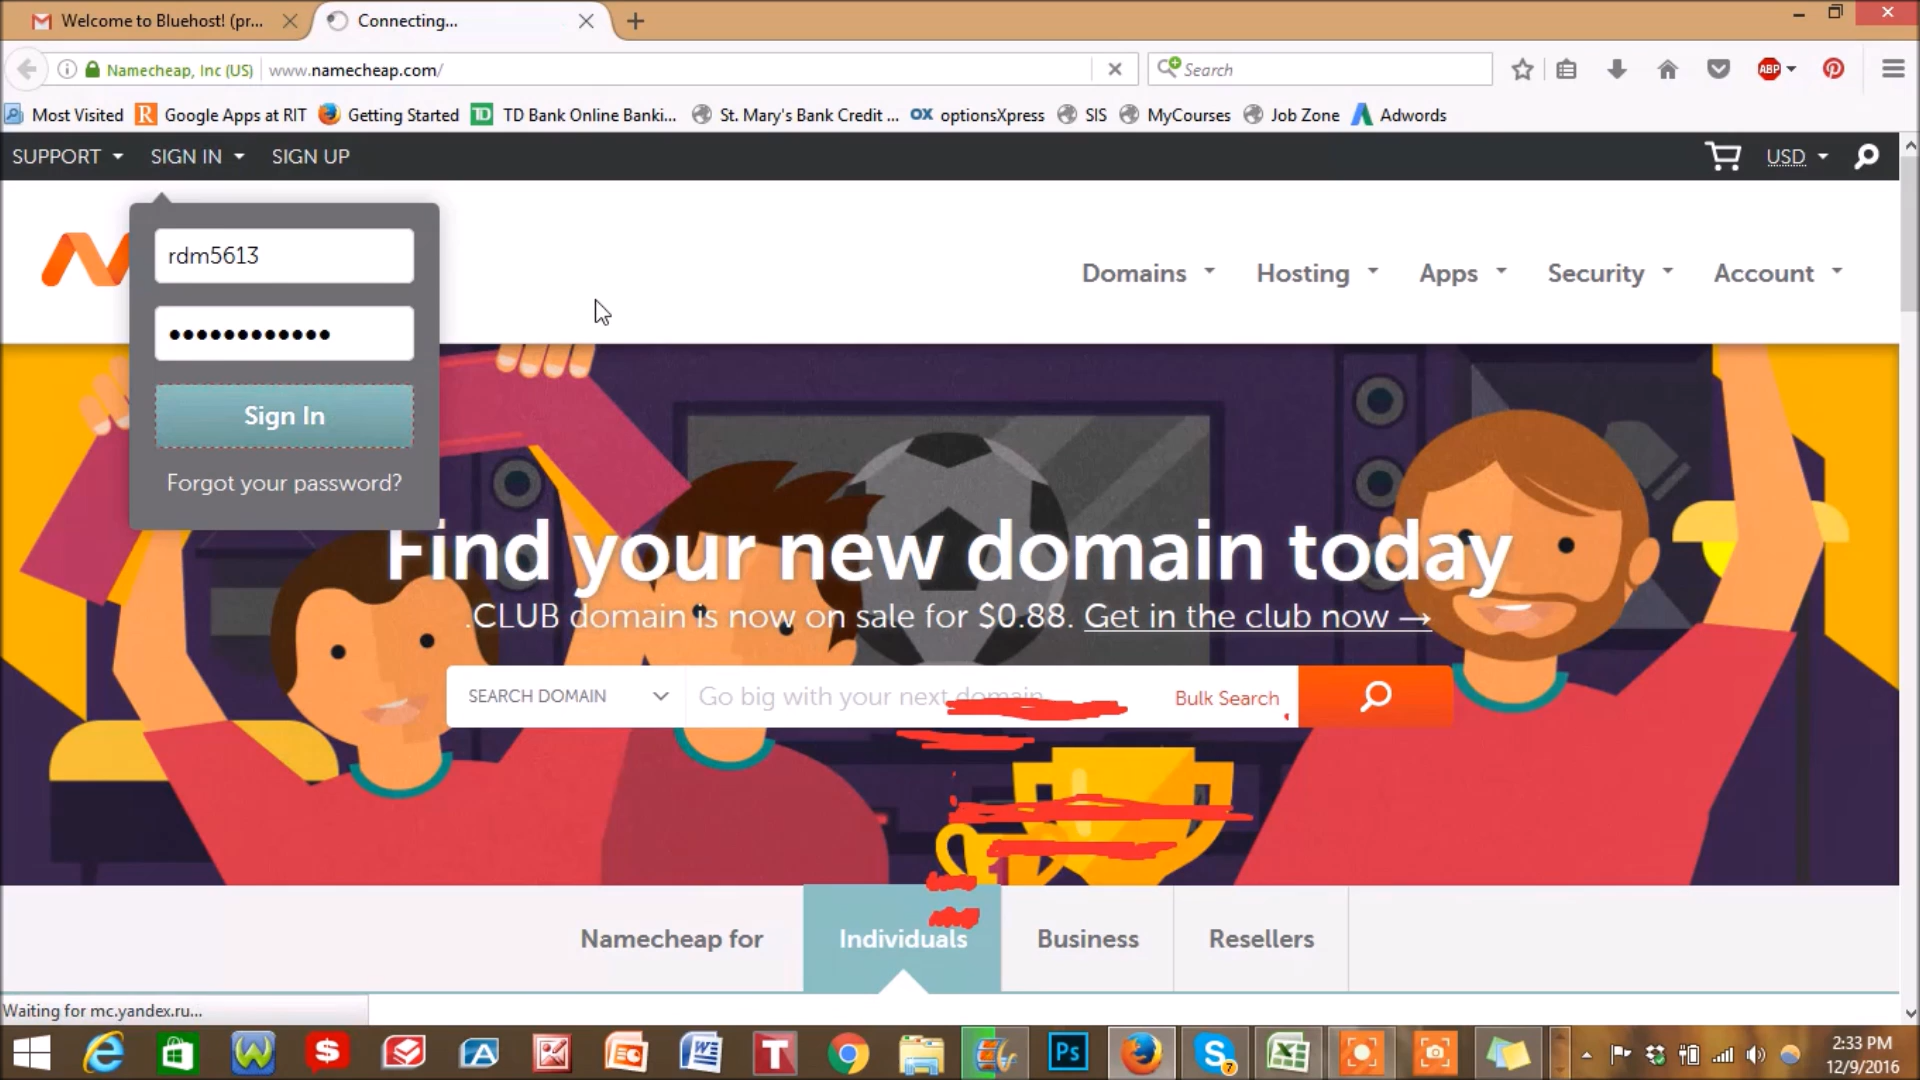 Welcome to Bluehost! (pr...
Connecting...
Namecheap, Inc (US)
www.namecheap.com/
Search
ABP
Most Visited
Google Apps at RIT
Getting Started
TD Bank Online Banki...
St. Mary's Bank Credit ...
OX optionsXpress
SIS
MyCourses
Job Zone
Adwords
SUPPORT
SIGN IN
SIGN UP
USD
rdm5613
Sign In
Forgot your password?
Domains
Hosting
Apps
Security
Account
Find your new domain today
.CLUB domain is now on sale for $0.88. Get in the club now →
SEARCH DOMAIN
Go big with your next domain
Bulk Search
Namecheap for
Individuals
Business
Resellers
Waiting for mc.yandex.ru...
Ps
7
2:33 PM
12/9/2016